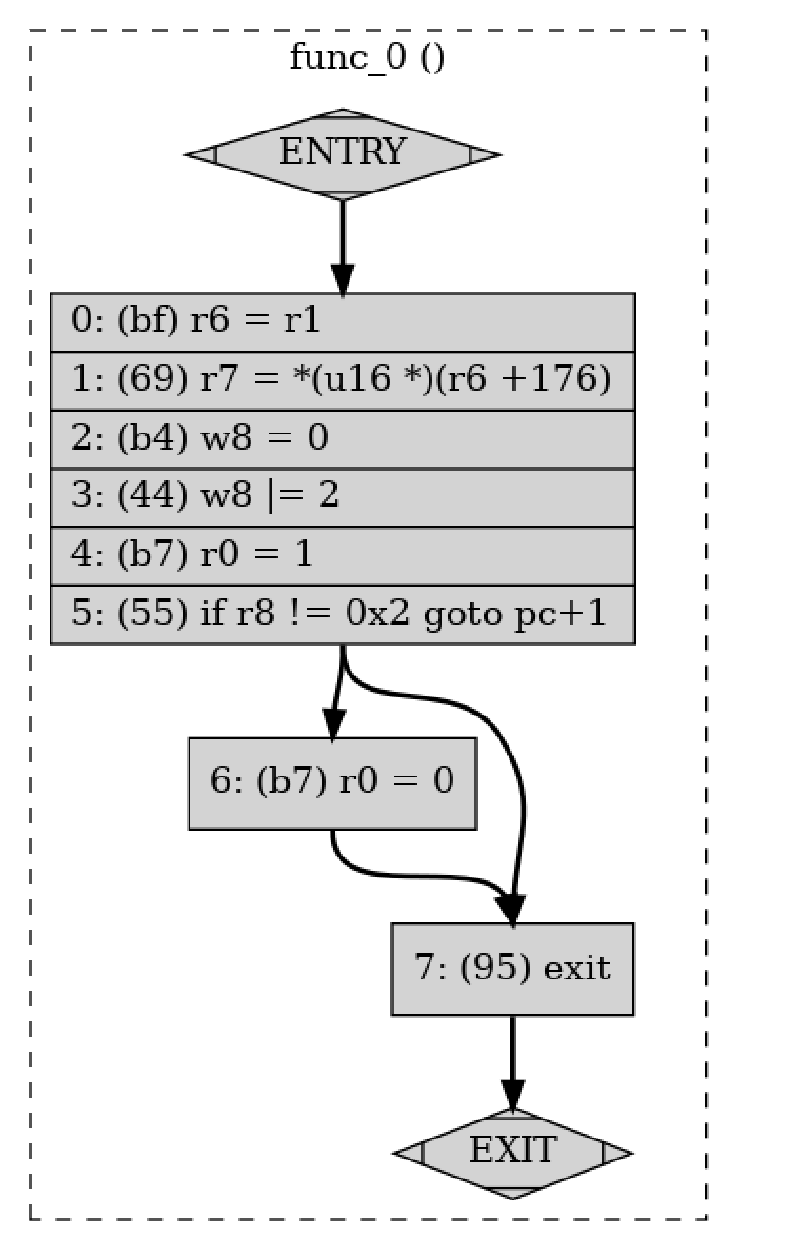 func_0 ()
ENTRY
0: (bf) r6 = r1
1: (69) r7 = *(u16 *)(r6 +176)
2: (b4) w8 = 0
3: (44) w8 |= 2
4: (b7) r0 = 1
5: (55) if r8 != 0x2 goto pc+1
6: (b7) r0 = 0
7: (95) exit
EXIT